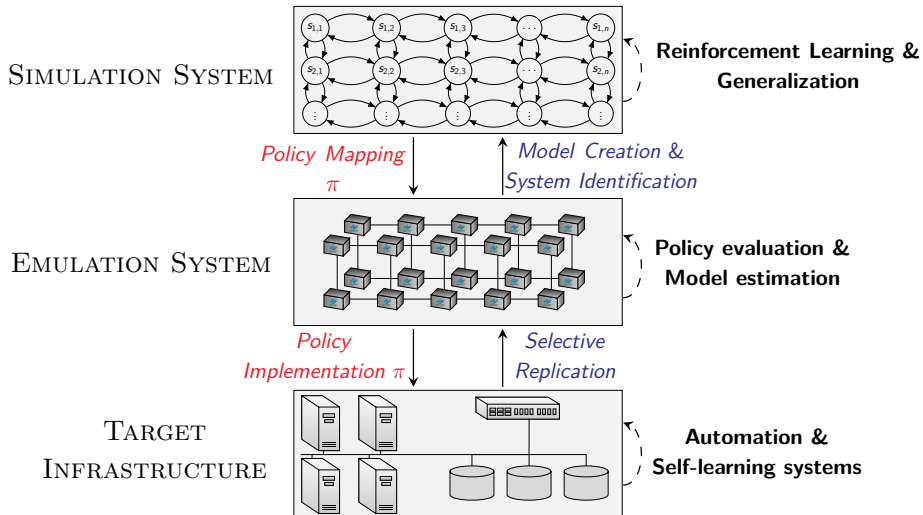 s1,1 s1,2 s1,3 ... s1,n
s2,1 s2,2 s2,3 ... s2,n
⋮ ⋮ ⋮ ⋮ ⋮
SIMULATION SYSTEM
Reinforcement Learning &
Generalization
Policy Mapping
π
Model Creation &
System Identification
EMULATION SYSTEM
Policy evaluation &
Model estimation
Policy
Implementation π
Selective
Replication
TARGET
INFRASTRUCTURE
Automation &
Self-learning systems